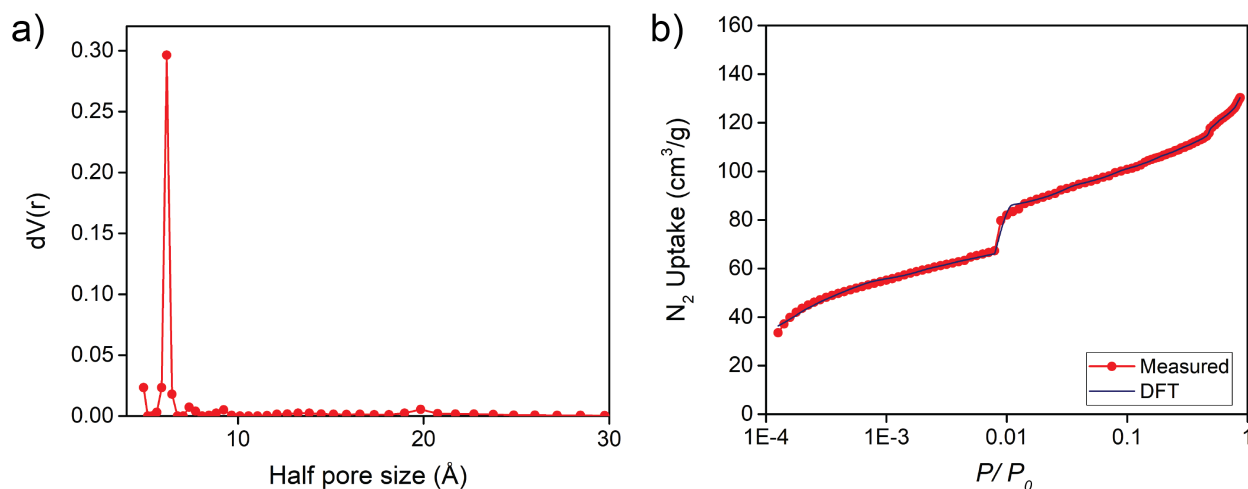 a)
0.30
0.25
0.20
0.15
0.10
0.05
0.00
dV(r)
10
20
30
Half pore size (Å)
b)
160
140
120
100
80
60
40
20
0
N₂ Uptake (cm³/g)
Measured
DFT
1E-4
1E-3
0.01
0.1
1
P/ P₀